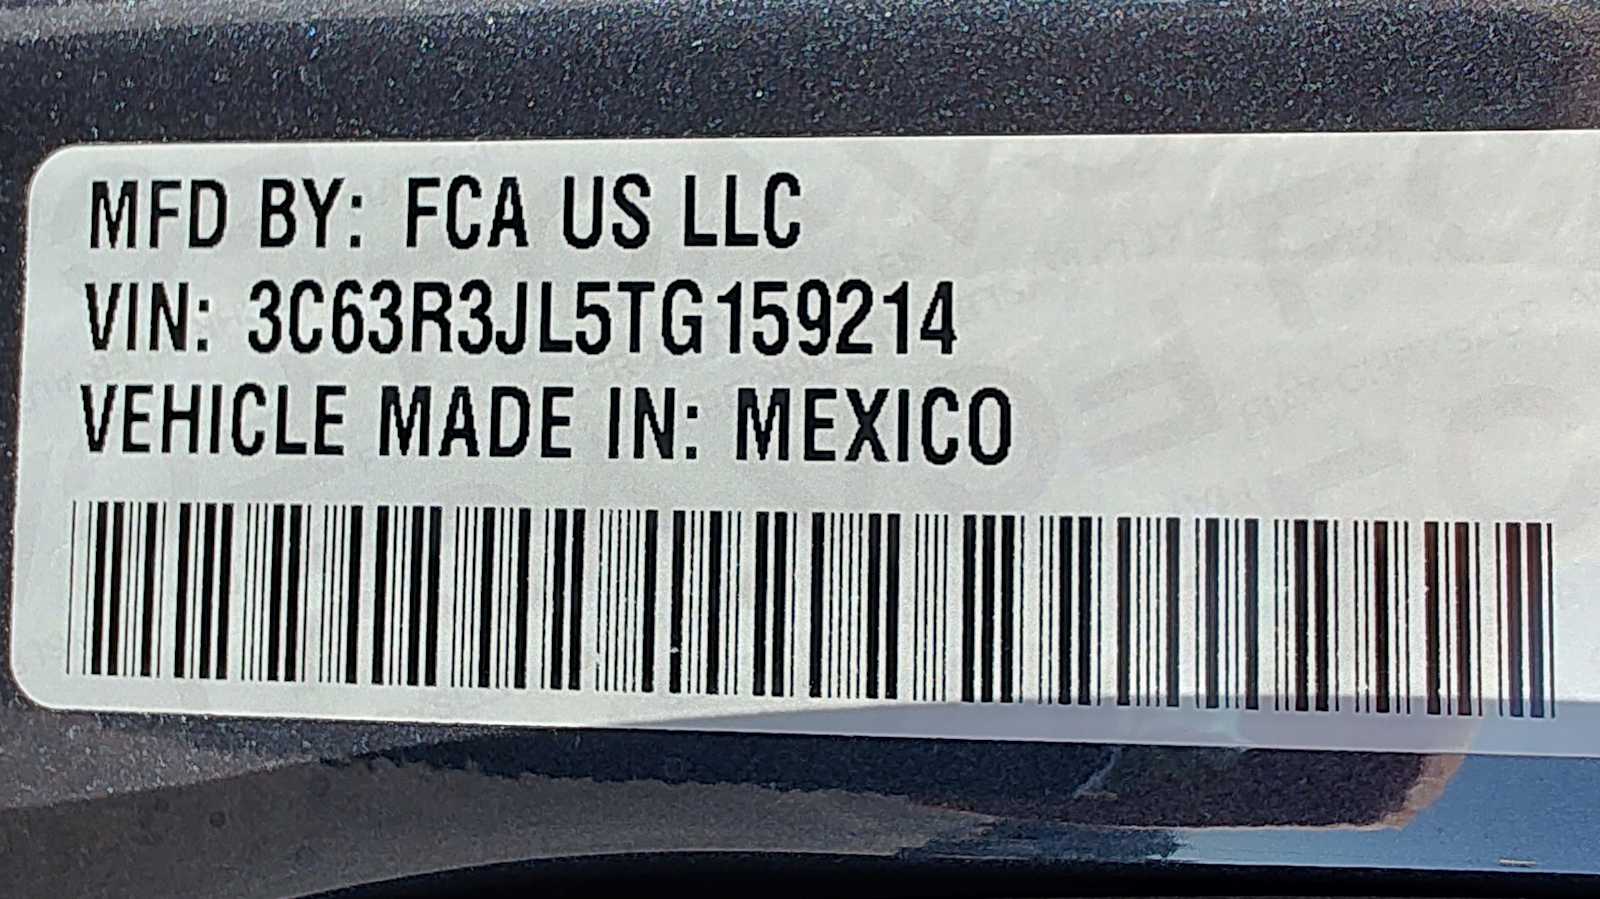 MFD BY: FCA US LLC
VIN: 3C63R3JL5TG159214
VEHICLE MADE IN: MEXICO